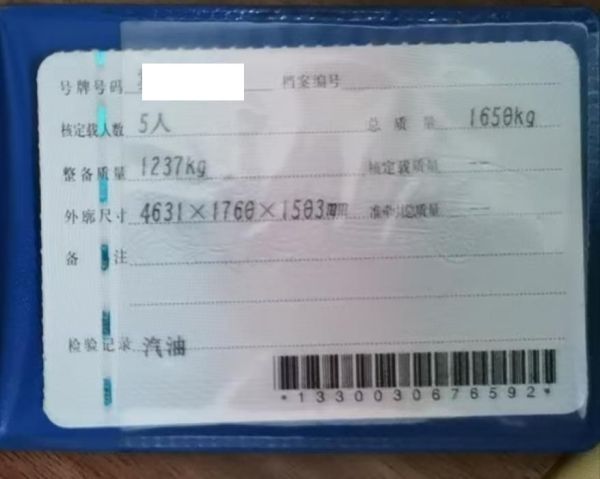 号牌号码 档案编号
核定载人数 5人 总质量 1650kg
整备质量 1237kg 核定载质量 --
外廓尺寸 4631×1760×1503mm 准牵引总质量 --
备注
检验记录 汽油
*1330030676592*